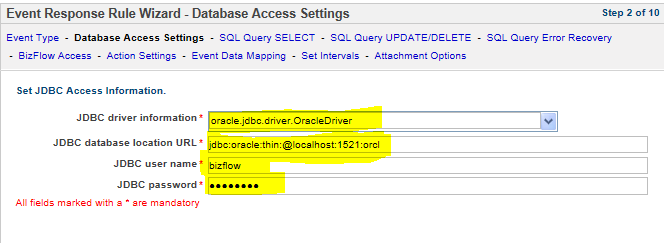 Event Response Rule Wizard - Database Access Settings Step 2 of 10
Event Type - Database Access Settings - SQL Query SELECT - SQL Query UPDATE/DELETE - SQL Query Error Recovery
- BizFlow Access - Action Settings - Event Data Mapping - Set Intervals - Attachment Options
Set JDBC Access Information.
JDBC driver information * oracle.jdbc.driver.OracleDriver
JDBC database location URL * jdbc:oracle:thin:@localhost:1521:orcl
JDBC user name * bizflow
JDBC password * ●●●●●●●●
All fields marked with a * are mandatory